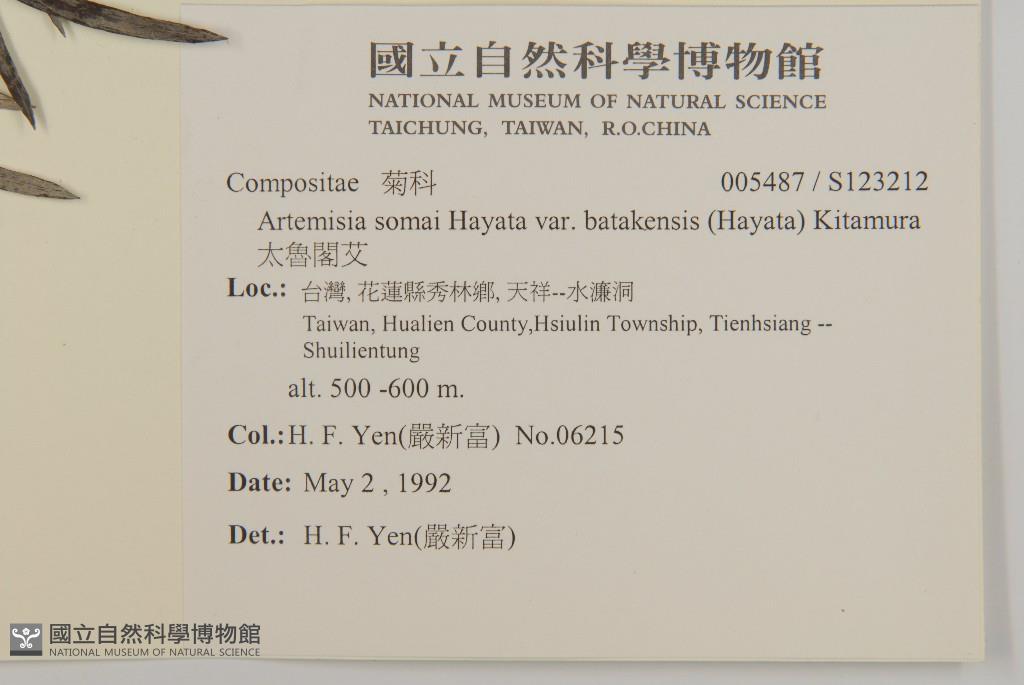 國立自然科學博物館
NATIONAL MUSEUM OF NATURAL SCIENCE
TAICHUNG, TAIWAN, R.O.CHINA
Compositae 菊科 005487 / S123212
Artemisia somai Hayata var. batakensis (Hayata) Kitamura
太魯閣艾
Loc.: 台灣, 花蓮縣秀林鄉, 天祥--水濂洞
Taiwan, Hualien County,Hsiulin Township, Tienhsiang --
Shuilientung
alt. 500 -600 m.
Col.:H. F. Yen(嚴新富) No.06215
Date: May 2 , 1992
Det.: H. F. Yen(嚴新富)
國立自然科學博物館
NATIONAL MUSEUM OF NATURAL SCIENCE